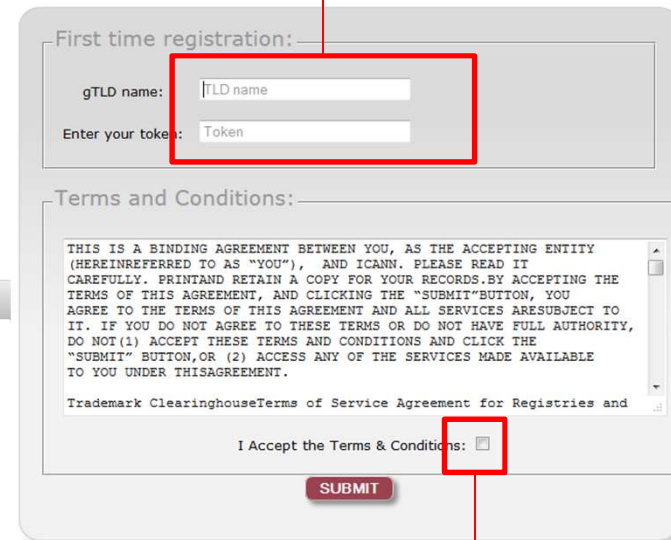 First time registration:
gTLD name: TLD name
Enter your token: Token
Terms and Conditions:
THIS IS A BINDING AGREEMENT BETWEEN YOU, AS THE ACCEPTING ENTITY
(HEREINREFERRED TO AS "YOU"), AND ICANN. PLEASE READ IT
CAREFULLY. PRINTAND RETAIN A COPY FOR YOUR RECORDS.BY ACCEPTING THE
TERMS OF THIS AGREEMENT, AND CLICKING THE "SUBMIT"BUTTON, YOU
AGREE TO THE TERMS OF THIS AGREEMENT AND ALL SERVICES ARESUBJECT TO
IT. IF YOU DO NOT AGREE TO THESE TERMS OR DO NOT HAVE FULL AUTHORITY,
DO NOT(1) ACCEPT THESE TERMS AND CONDITIONS AND CLICK THE
"SUBMIT" BUTTON,OR (2) ACCESS ANY OF THE SERVICES MADE AVAILABLE
TO YOU UNDER THISAGREEMENT.
Trademark ClearinghouseTerms of Service Agreement for Registries and
I Accept the Terms & Conditions:
SUBMIT